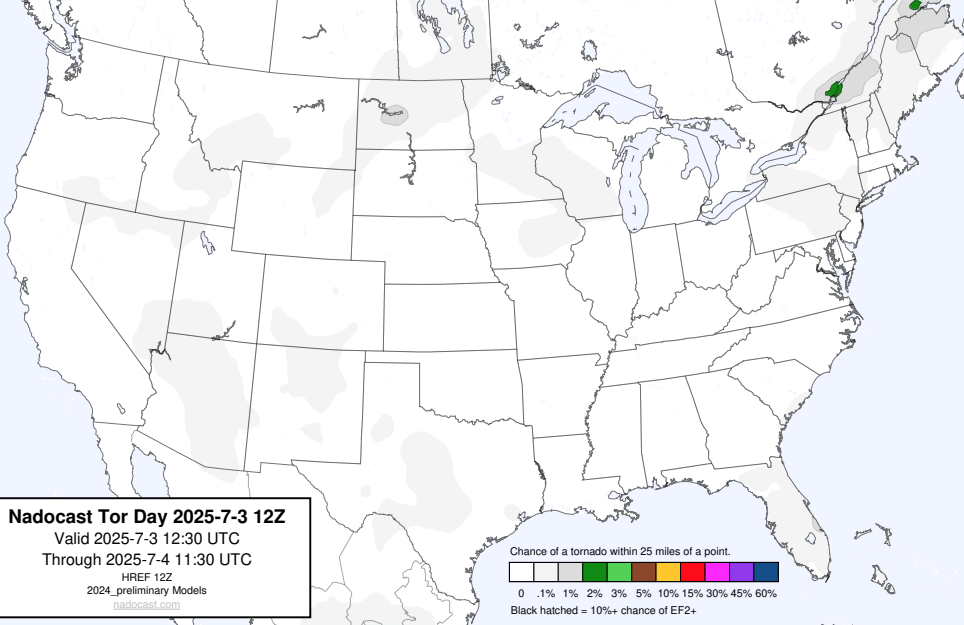 Nadocast Tor Day 2025-7-3 12Z
Valid 2025-7-3 12:30 UTC
Through 2025-7-4 11:30 UTC
HREF 12Z
2024_preliminary Models
nadocast.com
Chance of a tornado within 25 miles of a point.
0 .1% 1% 2% 3% 5% 10% 15% 30% 45% 60%
Black hatched = 10%+ chance of EF2+